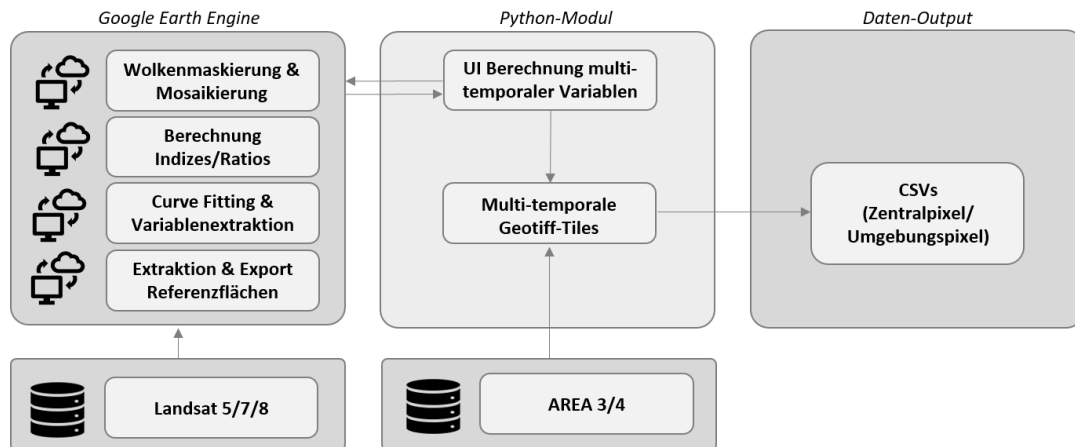 Google Earth Engine
Wolkenmaskierung &
Mosaikierung
Berechnung
Indizes/Ratios
Curve Fitting &
Variablenextraktion
Extraktion & Export
Referenzflächen
Landsat 5/7/8
Python-Modul
UI Berechnung multi-
temporaler Variablen
Multi-temporale
Geotiff-Tiles
AREA 3/4
Daten-Output
CSVs
(Zentralpixel/
Umgebungspixel)